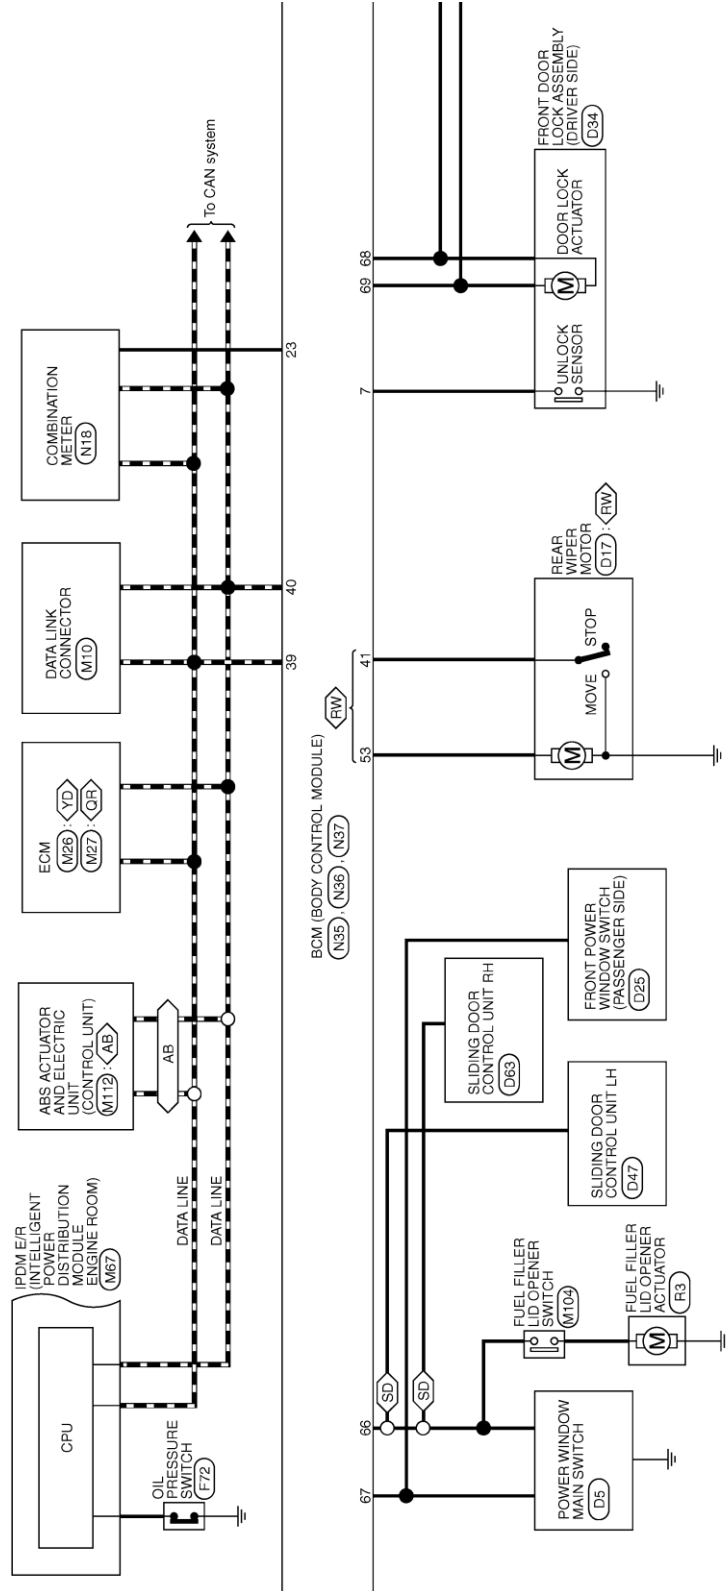 IPDM E/R
(INTELLIGENT
POWER
DISTRIBUTION
MODULE
ENGINE ROOM)
M67
CPU
OIL
PRESSURE
SWITCH
F72
DATA LINE
DATA LINE
ABS ACTUATOR
AND ELECTRIC
UNIT
(CONTROL UNIT)
M112 : AB
AB
ECM
M26 : YD
M27 : QR
DATA LINK
CONNECTOR
M10
COMBINATION
METER
N18
To CAN system
39
40
23
BCM (BODY CONTROL MODULE)
N35 , N36 , N37
RW
67
66
53
41
7
69
68
SD
SD
POWER WINDOW
MAIN SWITCH
D5
FUEL FILLER
LID OPENER
SWITCH
M104
FUEL FILLER
LID OPENER
ACTUATOR
R3
M
SLIDING DOOR
CONTROL UNIT LH
D47
SLIDING DOOR
CONTROL UNIT RH
D63
FRONT POWER
WINDOW SWITCH
(PASSENGER SIDE)
D25
REAR
WIPER
MOTOR
D17 : RW
M
MOVE
STOP
FRONT DOOR
LOCK ASSEMBLY
(DRIVER SIDE)
D34
UNLOCK
SENSOR
M
DOOR LOCK
ACTUATOR